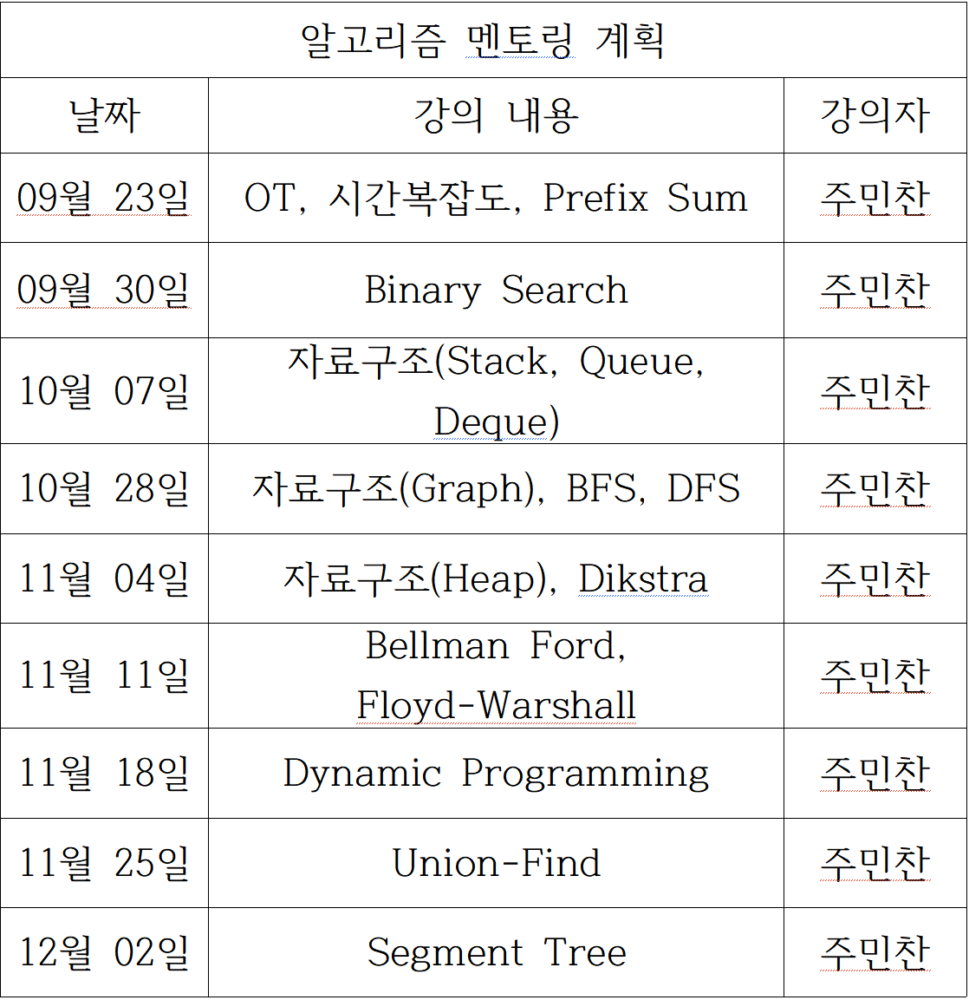 알고리즘 멘토링 계획
날짜 강의 내용 강의자
09월 23일 OT, 시간복잡도, Prefix Sum 주민찬
09월 30일 Binary Search 주민찬
10월 07일 자료구조(Stack, Queue,
Deque) 주민찬
10월 28일 자료구조(Graph), BFS, DFS 주민찬
11월 04일 자료구조(Heap), Dikstra 주민찬
11월 11일 Bellman Ford,
Floyd-Warshall 주민찬
11월 18일 Dynamic Programming 주민찬
11월 25일 Union-Find 주민찬
12월 02일 Segment Tree 주민찬